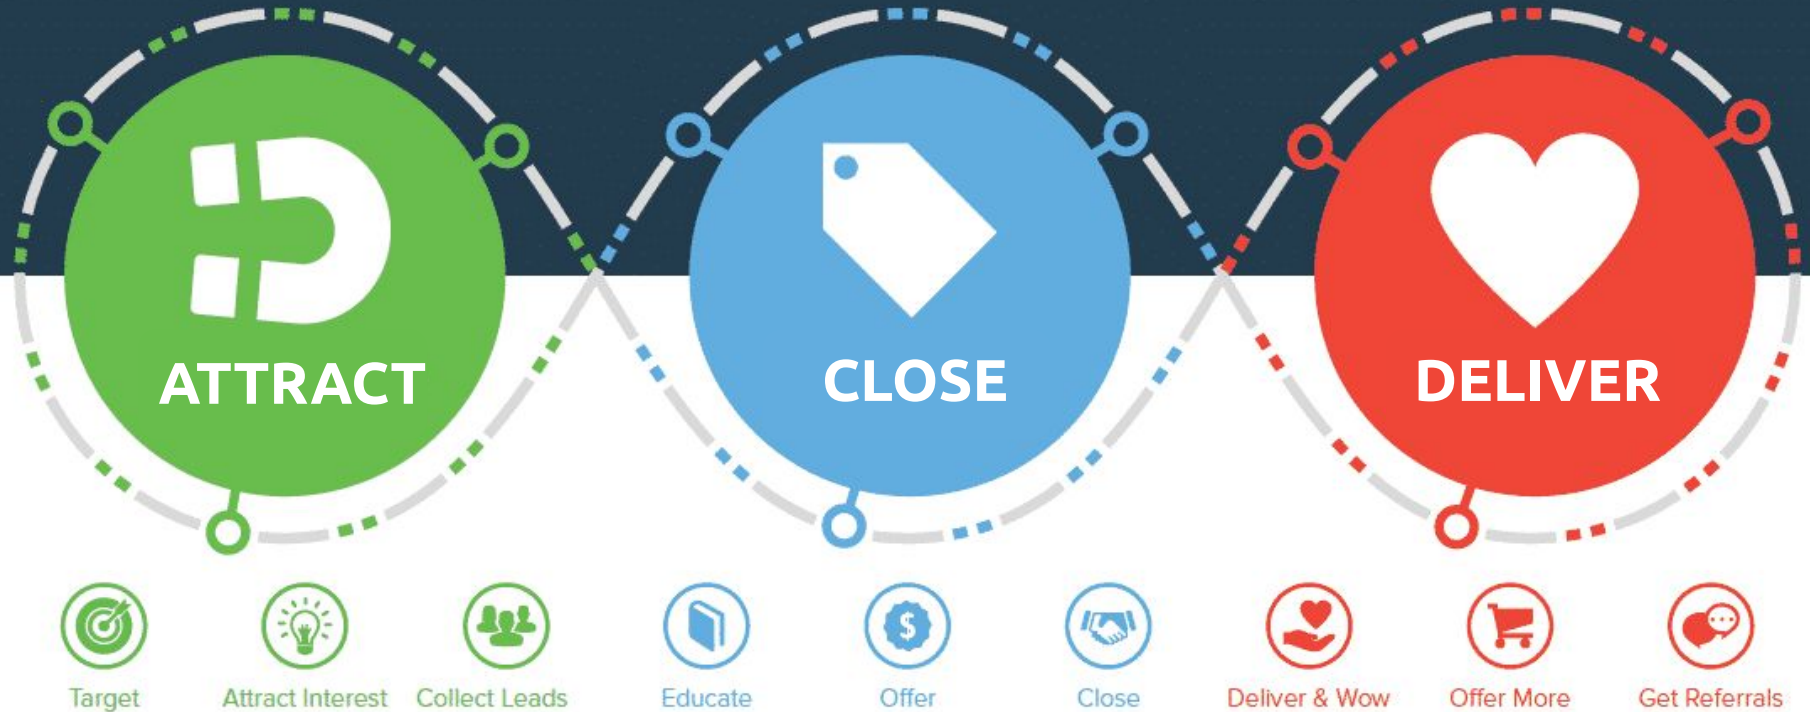 ATTRACT
CLOSE
DELIVER
$
Target
Attract Interest
Collect Leads
Educate
Offer
Close
Deliver & Wow
Offer More
Get Referrals